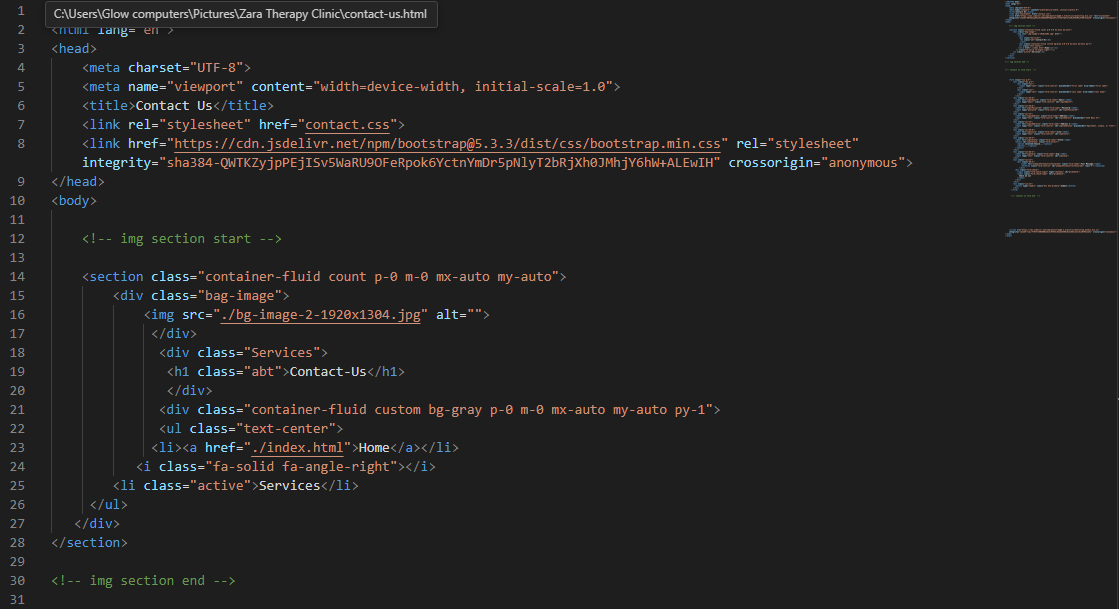 C:\Users\Glow computers\Pictures\Zara Therapy Clinic\contact-us.html
1
2 <html lang="en">
3 <head>
4 <meta charset="UTF-8">
5 <meta name="viewport" content="width=device-width, initial-scale=1.0">
6 <title>Contact Us</title>
7 <link rel="stylesheet" href="contact.css">
8 <link href="https://cdn.jsdelivr.net/npm/bootstrap@5.3.3/dist/css/bootstrap.min.css" rel="stylesheet"
integrity="sha384-QWTKZyjpPEjISv5WaRU9OFeRpok6YctnYmDr5pNlyT2bRjXh0JMhjY6hW+ALEwIH" crossorigin="anonymous">
9 </head>
10 <body>
11
12 <!-- img section start -->
13
14 <section class="container-fluid count p-0 m-0 mx-auto my-auto">
15 <div class="bag-image">
16 <img src="./bg-image-2-1920x1304.jpg" alt="">
17 </div>
18 <div class="Services">
19 <h1 class="abt">Contact-Us</h1>
20 </div>
21 <div class="container-fluid custom bg-gray p-0 m-0 mx-auto my-auto py-1">
22 <ul class="text-center">
23 <li><a href="./index.html">Home</a></li>
24 <i class="fa-solid fa-angle-right"></i>
25 <li class="active">Services</li>
26 </ul>
27 </div>
28 </section>
29
30 <!-- img section end -->
31